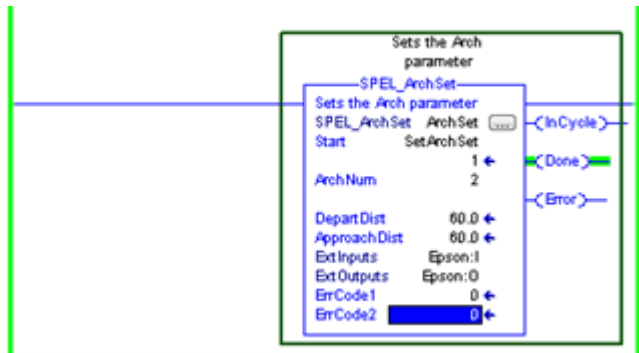 Sets the Arch
parameter
SPEL_ArchSet
Sets the Arch parameter
SPEL_ArchSet ArchSet ...
InCycle
Start SetArchSet
1
Done
ArchNum 2
Error
DepartDist 60.0
ApproachDist 60.0
ExtInputs Epson:I
ExtOutputs Epson:O
ErrCode1 0
ErrCode2 0